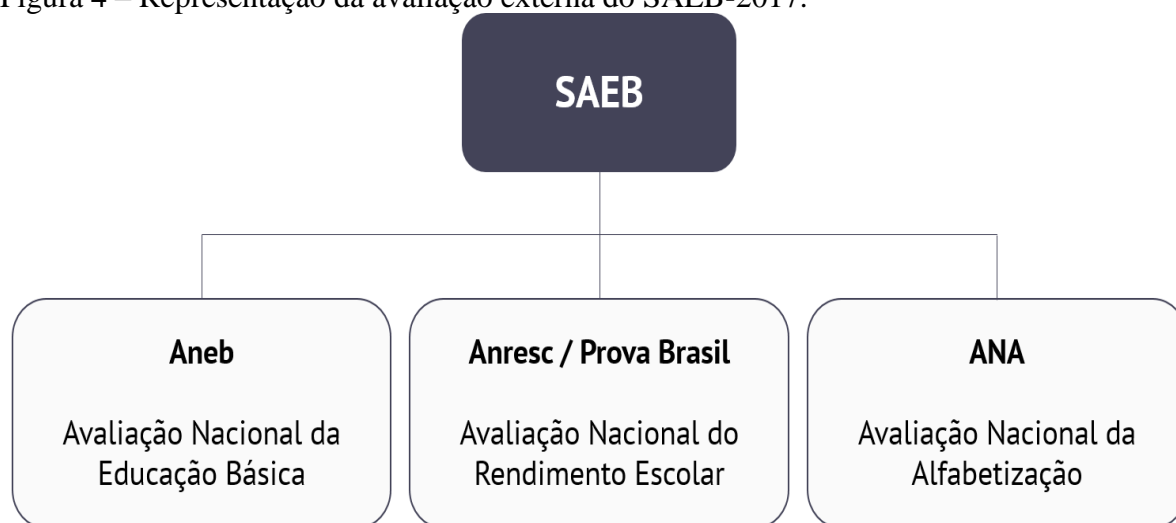 Figura 4 – Representação da avaliação externa do SAEB-2017.
SAEB
Aneb
Avaliação Nacional da
Educação Básica
Anresc / Prova Brasil
Avaliação Nacional do
Rendimento Escolar
ANA
Avaliação Nacional da
Alfabetização